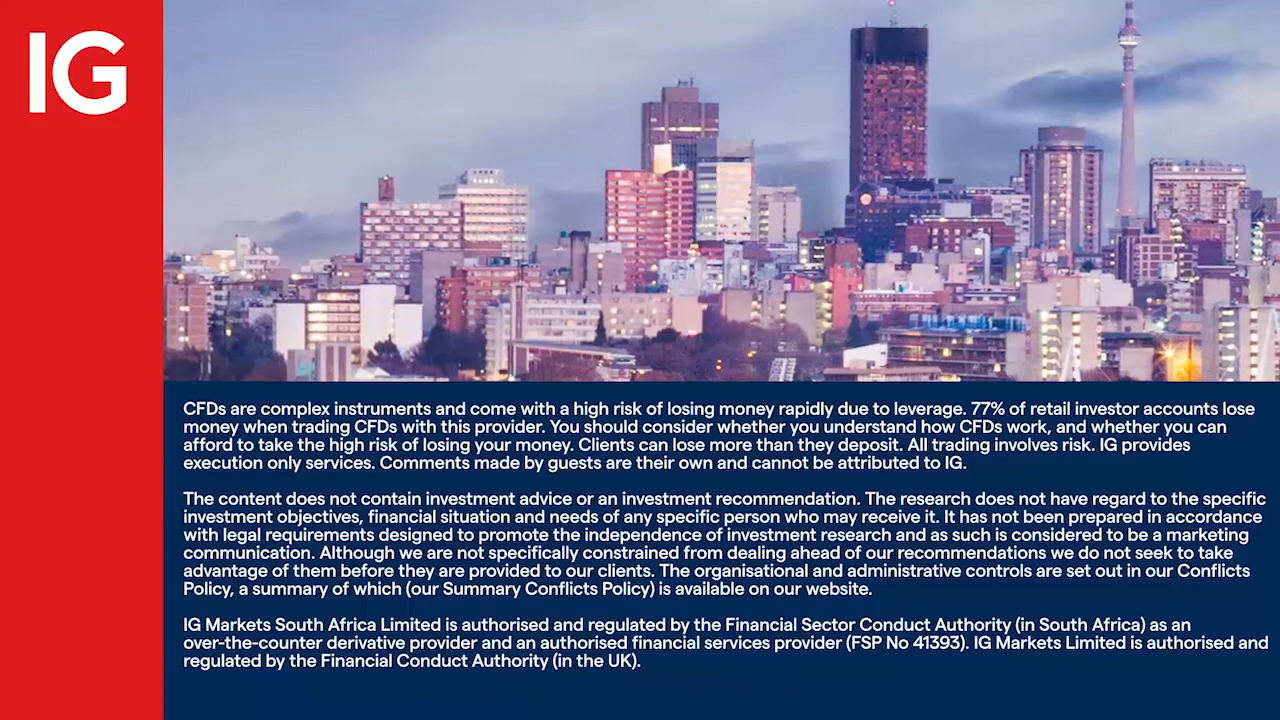 IG
CFDs are complex instruments and come with a high risk of losing money rapidly due to leverage. 77% of retail investor accounts lose
money when trading CFDs with this provider. You should consider whether you understand how CFDs work, and whether you can
afford to take the high risk of losing your money. Clients can lose more than they deposit. All trading involves risk. IG provides
execution only services. Comments made by guests are their own and cannot be attributed to IG.
The content does not contain investment advice or an investment recommendation. The research does not have regard to the specific
investment objectives, financial situation and needs of any specific person who may receive it. It has not been prepared in accordance
with legal requirements designed to promote the independence of investment research and as such is considered to be a marketing
communication. Although we are not specifically constrained from dealing ahead of our recommendations we do not seek to take
advantage of them before they are provided to our clients. The organisational and administrative controls are set out in our Conflicts
Policy, a summary of which (our Summary Conflicts Policy) is available on our website.
IG Markets South Africa Limited is authorised and regulated by the Financial Sector Conduct Authority (in South Africa) as an
over-the-counter derivative provider and an authorised financial services provider (FSP No 41393). IG Markets Limited is authorised and
regulated by the Financial Conduct Authority (in the UK).